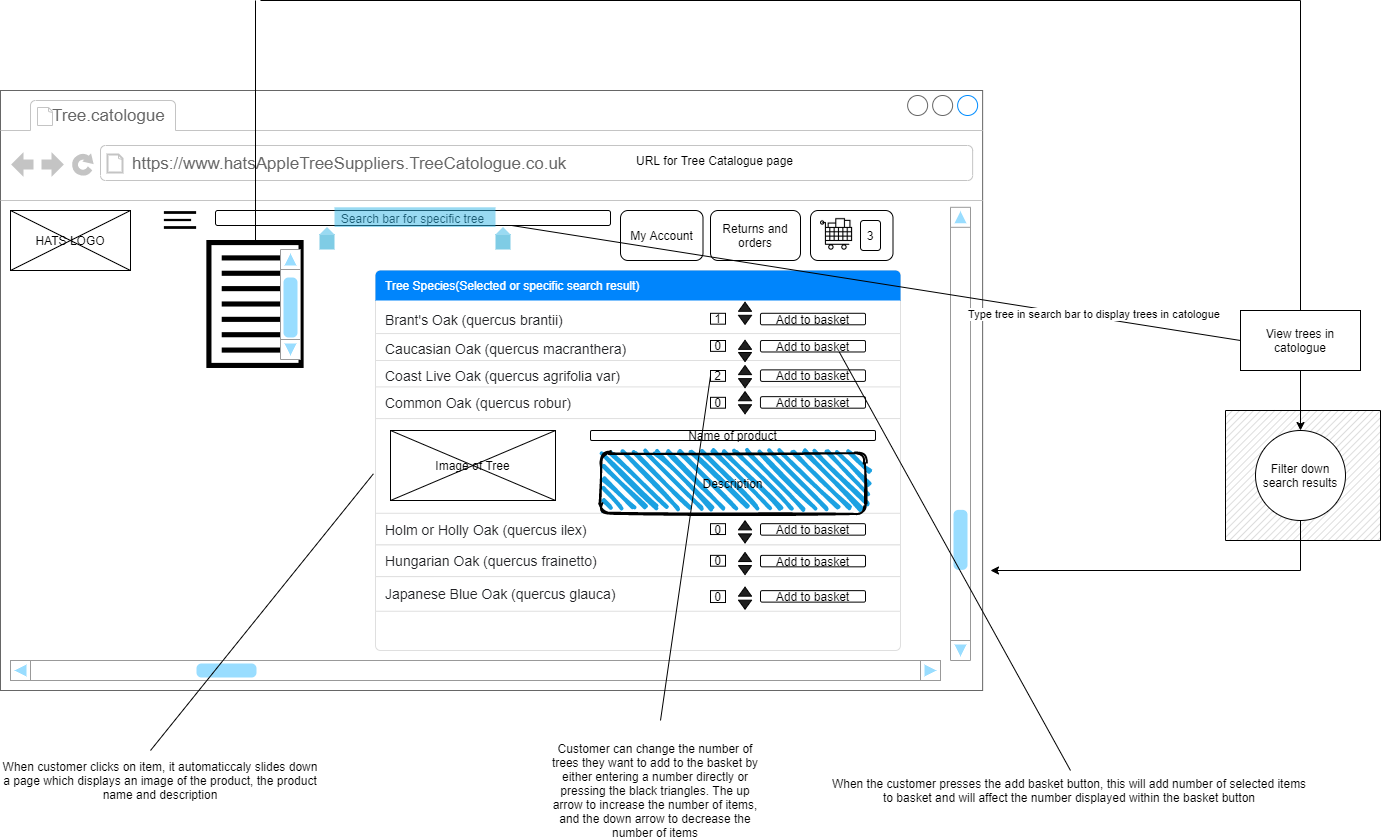 Tree.catologue
https://www.hatsAppleTreeSuppliers.TreeCatologue.co.uk
URL for Tree Catalogue page
HATS LOGO
Search bar for specific tree
My Account
Returns and
orders
3
Tree Species(Selected or specific search result)
Brant's Oak (quercus brantii) 1 Add to basket
Caucasian Oak (quercus macranthera) 0 Add to basket
Coast Live Oak (quercus agrifolia var) 2 Add to basket
Common Oak (quercus robur) 0 Add to basket
Image of Tree
Name of product
Description
Holm or Holly Oak (quercus ilex) 0 Add to basket
Hungarian Oak (quercus frainetto) 0 Add to basket
Japanese Blue Oak (quercus glauca) 0 Add to basket
Type tree in search bar to display trees in catologue
View trees in
catologue
Filter down
search results
When customer clicks on item, it automaticcaly slides down
a page which displays an image of the product, the product
name and description
Customer can change the number of
trees they want to add to the basket by
either entering a number directly or
pressing the black triangles. The up
arrow to increase the number of items,
and the down arrow to decrease the
number of items
When the customer presses the add basket button, this will add number of selected items
to basket and will affect the number displayed within the basket button